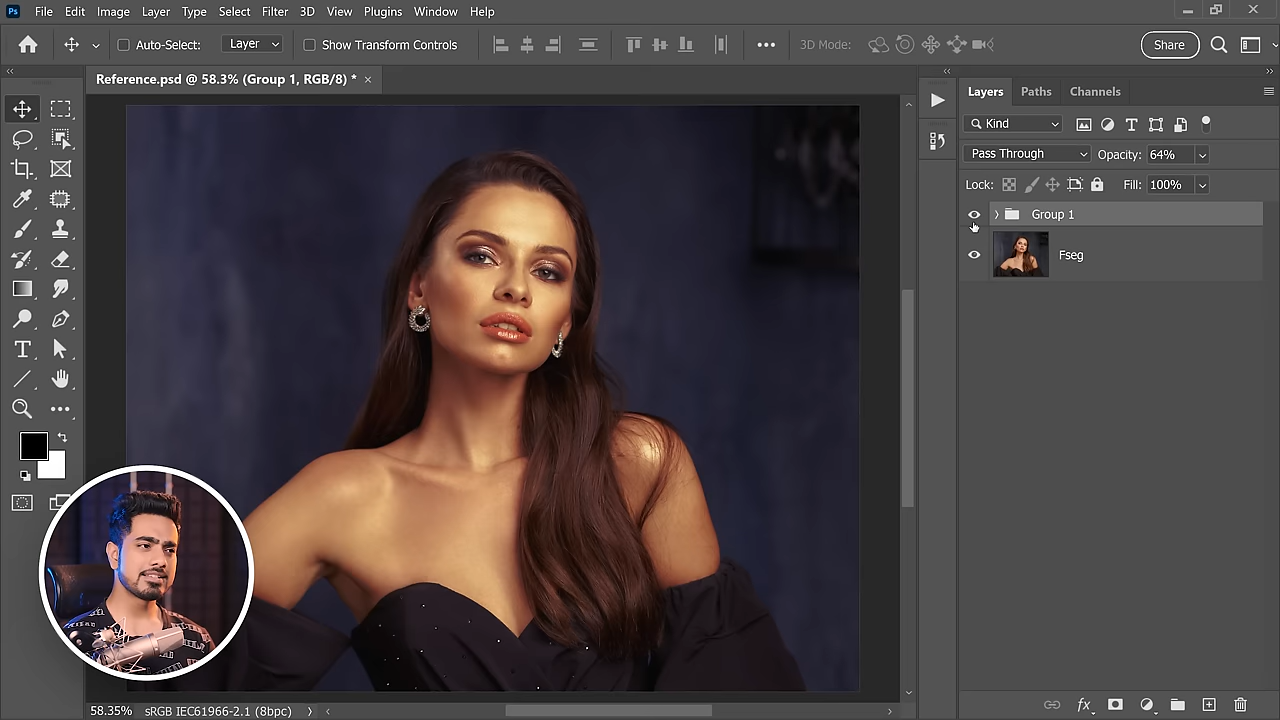 Ps File Edit Image Layer Type Select Filter 3D View Plugins Window Help
Auto-Select: Layer Show Transform Controls 3D Mode: Share
Reference.psd @ 58.3% (Group 1, RGB/8) *
Layers Paths Channels
Kind
Pass Through Opacity: 64%
Lock: Fill: 100%
Group 1
Fseg
58.35% sRGB IEC61966-2.1 (8bpc)
fx